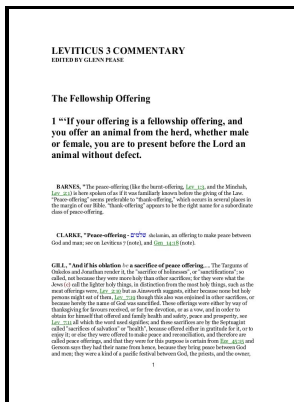 LEVITICUS 3 COMMENTARY
EDITED BY GLENN PEASE
The Fellowship Offering
1 “‘If your offering is a fellowship offering, and
you offer an animal from the herd, whether male
or female, you are to present before the Lord an
animal without defect.
BARNES, "The peace-offering (like the burnt-offering, Lev_1:3, and the Minchah,
Lev_2:1) is here spoken of as if it was familiarly known before the giving of the Law.
“Peace-offering” seems preferable to “thank-offering,” which occurs in several places in
the margin of our Bible. “thank-offering” appears to be the right name for a subordinate
class of peace-offering.
CLARKE, "Peace-offering - שלמים shelamim, an offering to make peace between
God and man; see on Leviticus 7 (note), and Gen_14:18 (note).
GILL, "And if his oblation be a sacrifice of peace offering,.... The Targums of
Onkelos and Jonathan render it, the "sacrifice of holinesses", or "sanctifications"; so
called, not because they were more holy than other sacrifices; for they were what the
Jews (c) call the lighter holy things, in distinction from the most holy things, such as the
meat offerings were, Lev_2:10 but as Ainsworth suggests, either because none but holy
persons might eat of them, Lev_7:19 though this also was enjoined in other sacrifices, or
because hereby the name of God was sanctified. These offerings were either by way of
thanksgiving for favours received, or for free devotion, or as a vow, and in order to
obtain for himself that offered and family health and safety, peace and prosperity, see
Lev_7:11 all which the word used signifies; and these sacrifices are by the Septuagint
called "sacrifices of salvation" or "health", because offered either in gratitude for it, or to
enjoy it; or else they were offered to make peace and reconciliation, and therefore are
called peace offerings, and that they were for this purpose is certain from Eze_45:15 and
Gersom says they had their name from hence, because they bring peace between God
and men; they were a kind of a pacific festival between God, the priests, and the owner,
1